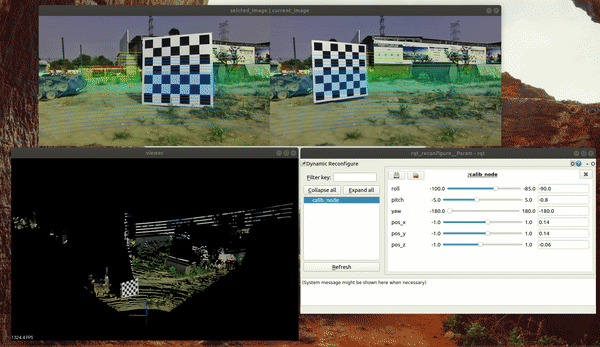 selcted_image | current_image
viewer
1324.4 FPS
rqt_reconfigure__Param - rqt
Dynamic Reconfigure
Filter key:
Collapse all
Expand all
calib_node
Refresh
/calib_node
roll -100.0 -85.0 -90.0
pitch -5.0 5.0 -0.8
yaw -180.0 180.0 -180.0
pos_x -1.0 1.0 0.14
pos_y -1.0 1.0 0.14
pos_z -1.0 1.0 -0.06
(System message might be shown here when necessary)